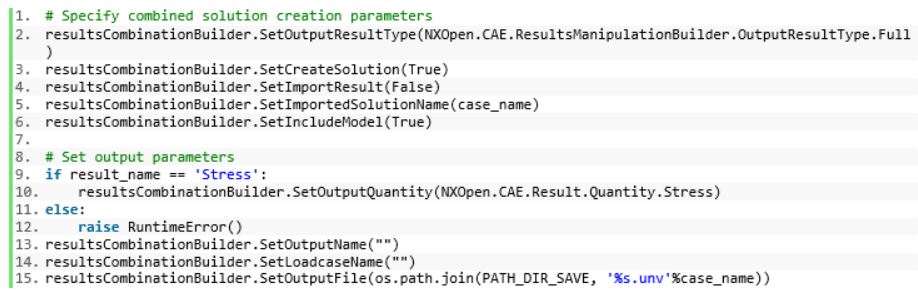 1. # Specify combined solution creation parameters
2. resultsCombinationBuilder.SetOutputResultType(NXOpen.CAE.ResultsManipulationBuilder.OutputResultType.Full
)
3. resultsCombinationBuilder.SetCreateSolution(True)
4. resultsCombinationBuilder.SetImportResult(False)
5. resultsCombinationBuilder.SetImportedSolutionName(case_name)
6. resultsCombinationBuilder.SetIncludeModel(True)
7.
8. # Set output parameters
9. if result_name == 'Stress':
10.     resultsCombinationBuilder.SetOutputQuantity(NXOpen.CAE.Result.Quantity.Stress)
11. else:
12.     raise RuntimeError()
13. resultsCombinationBuilder.SetOutputName("")
14. resultsCombinationBuilder.SetLoadcaseName("")
15. resultsCombinationBuilder.SetOutputFile(os.path.join(PATH_DIR_SAVE, '%s.unv'%case_name))